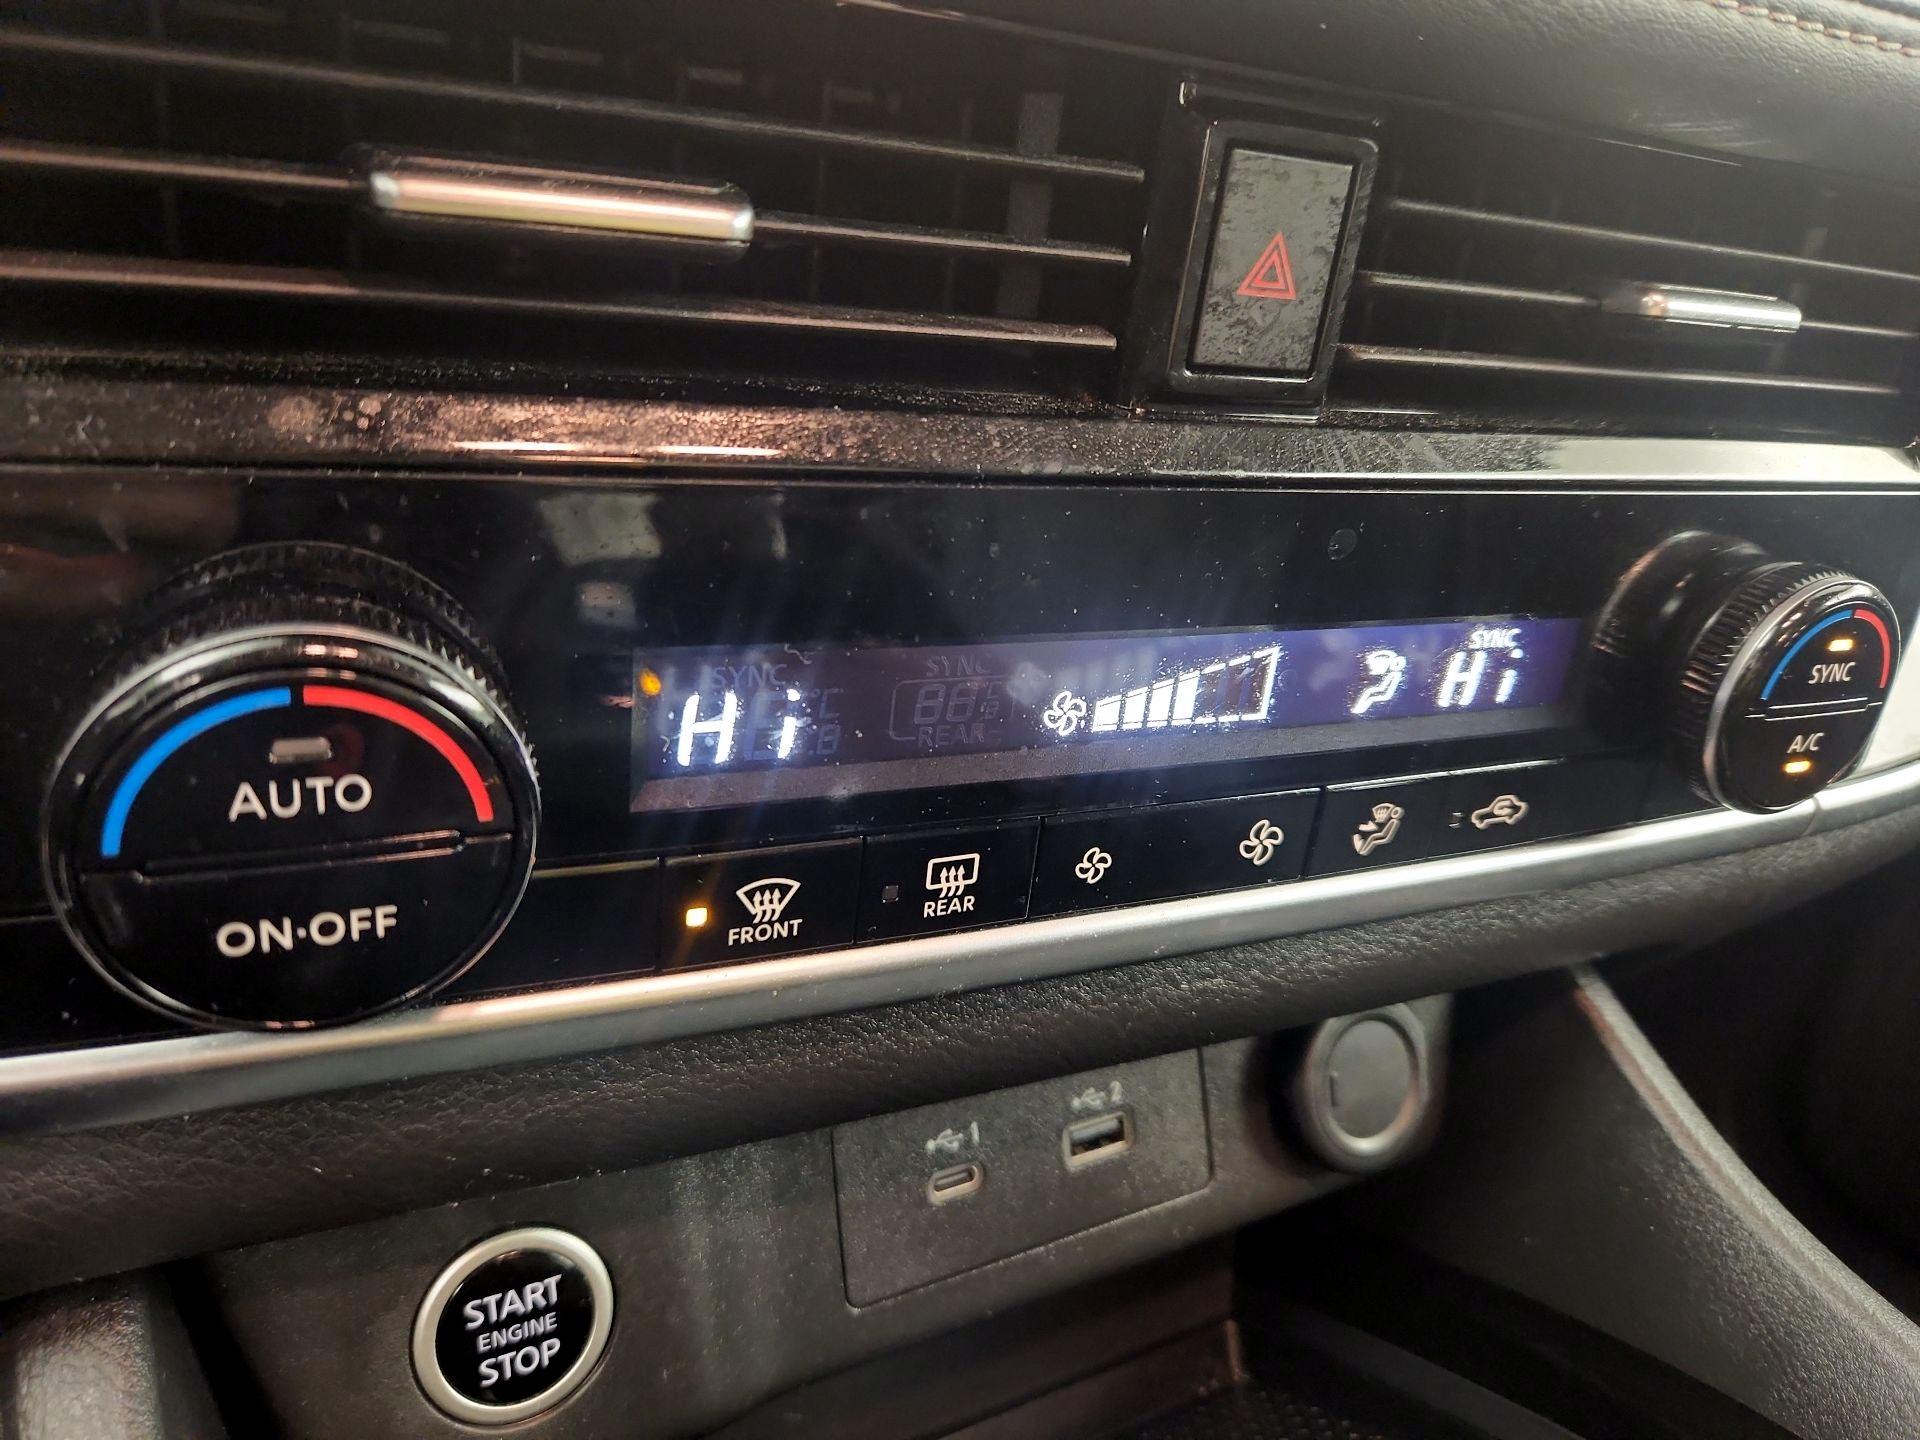 SYNC
Hi
SYNC
REAR
SYNC
Hi
SYNC
A/C
AUTO
ON·OFF
FRONT
REAR
1
2
START
ENGINE
STOP